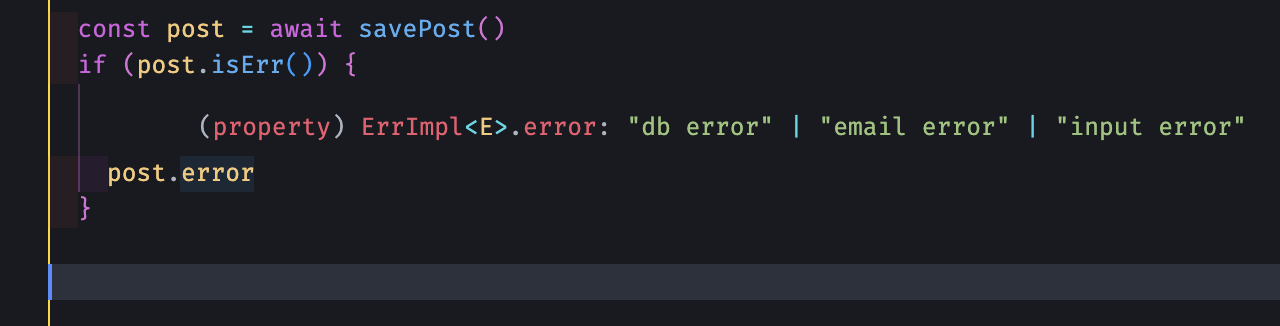 const post = await savePost()
if (post.isErr()) {
(property) ErrImpl<E>.error: "db error" | "email error" | "input error"
post.error
}